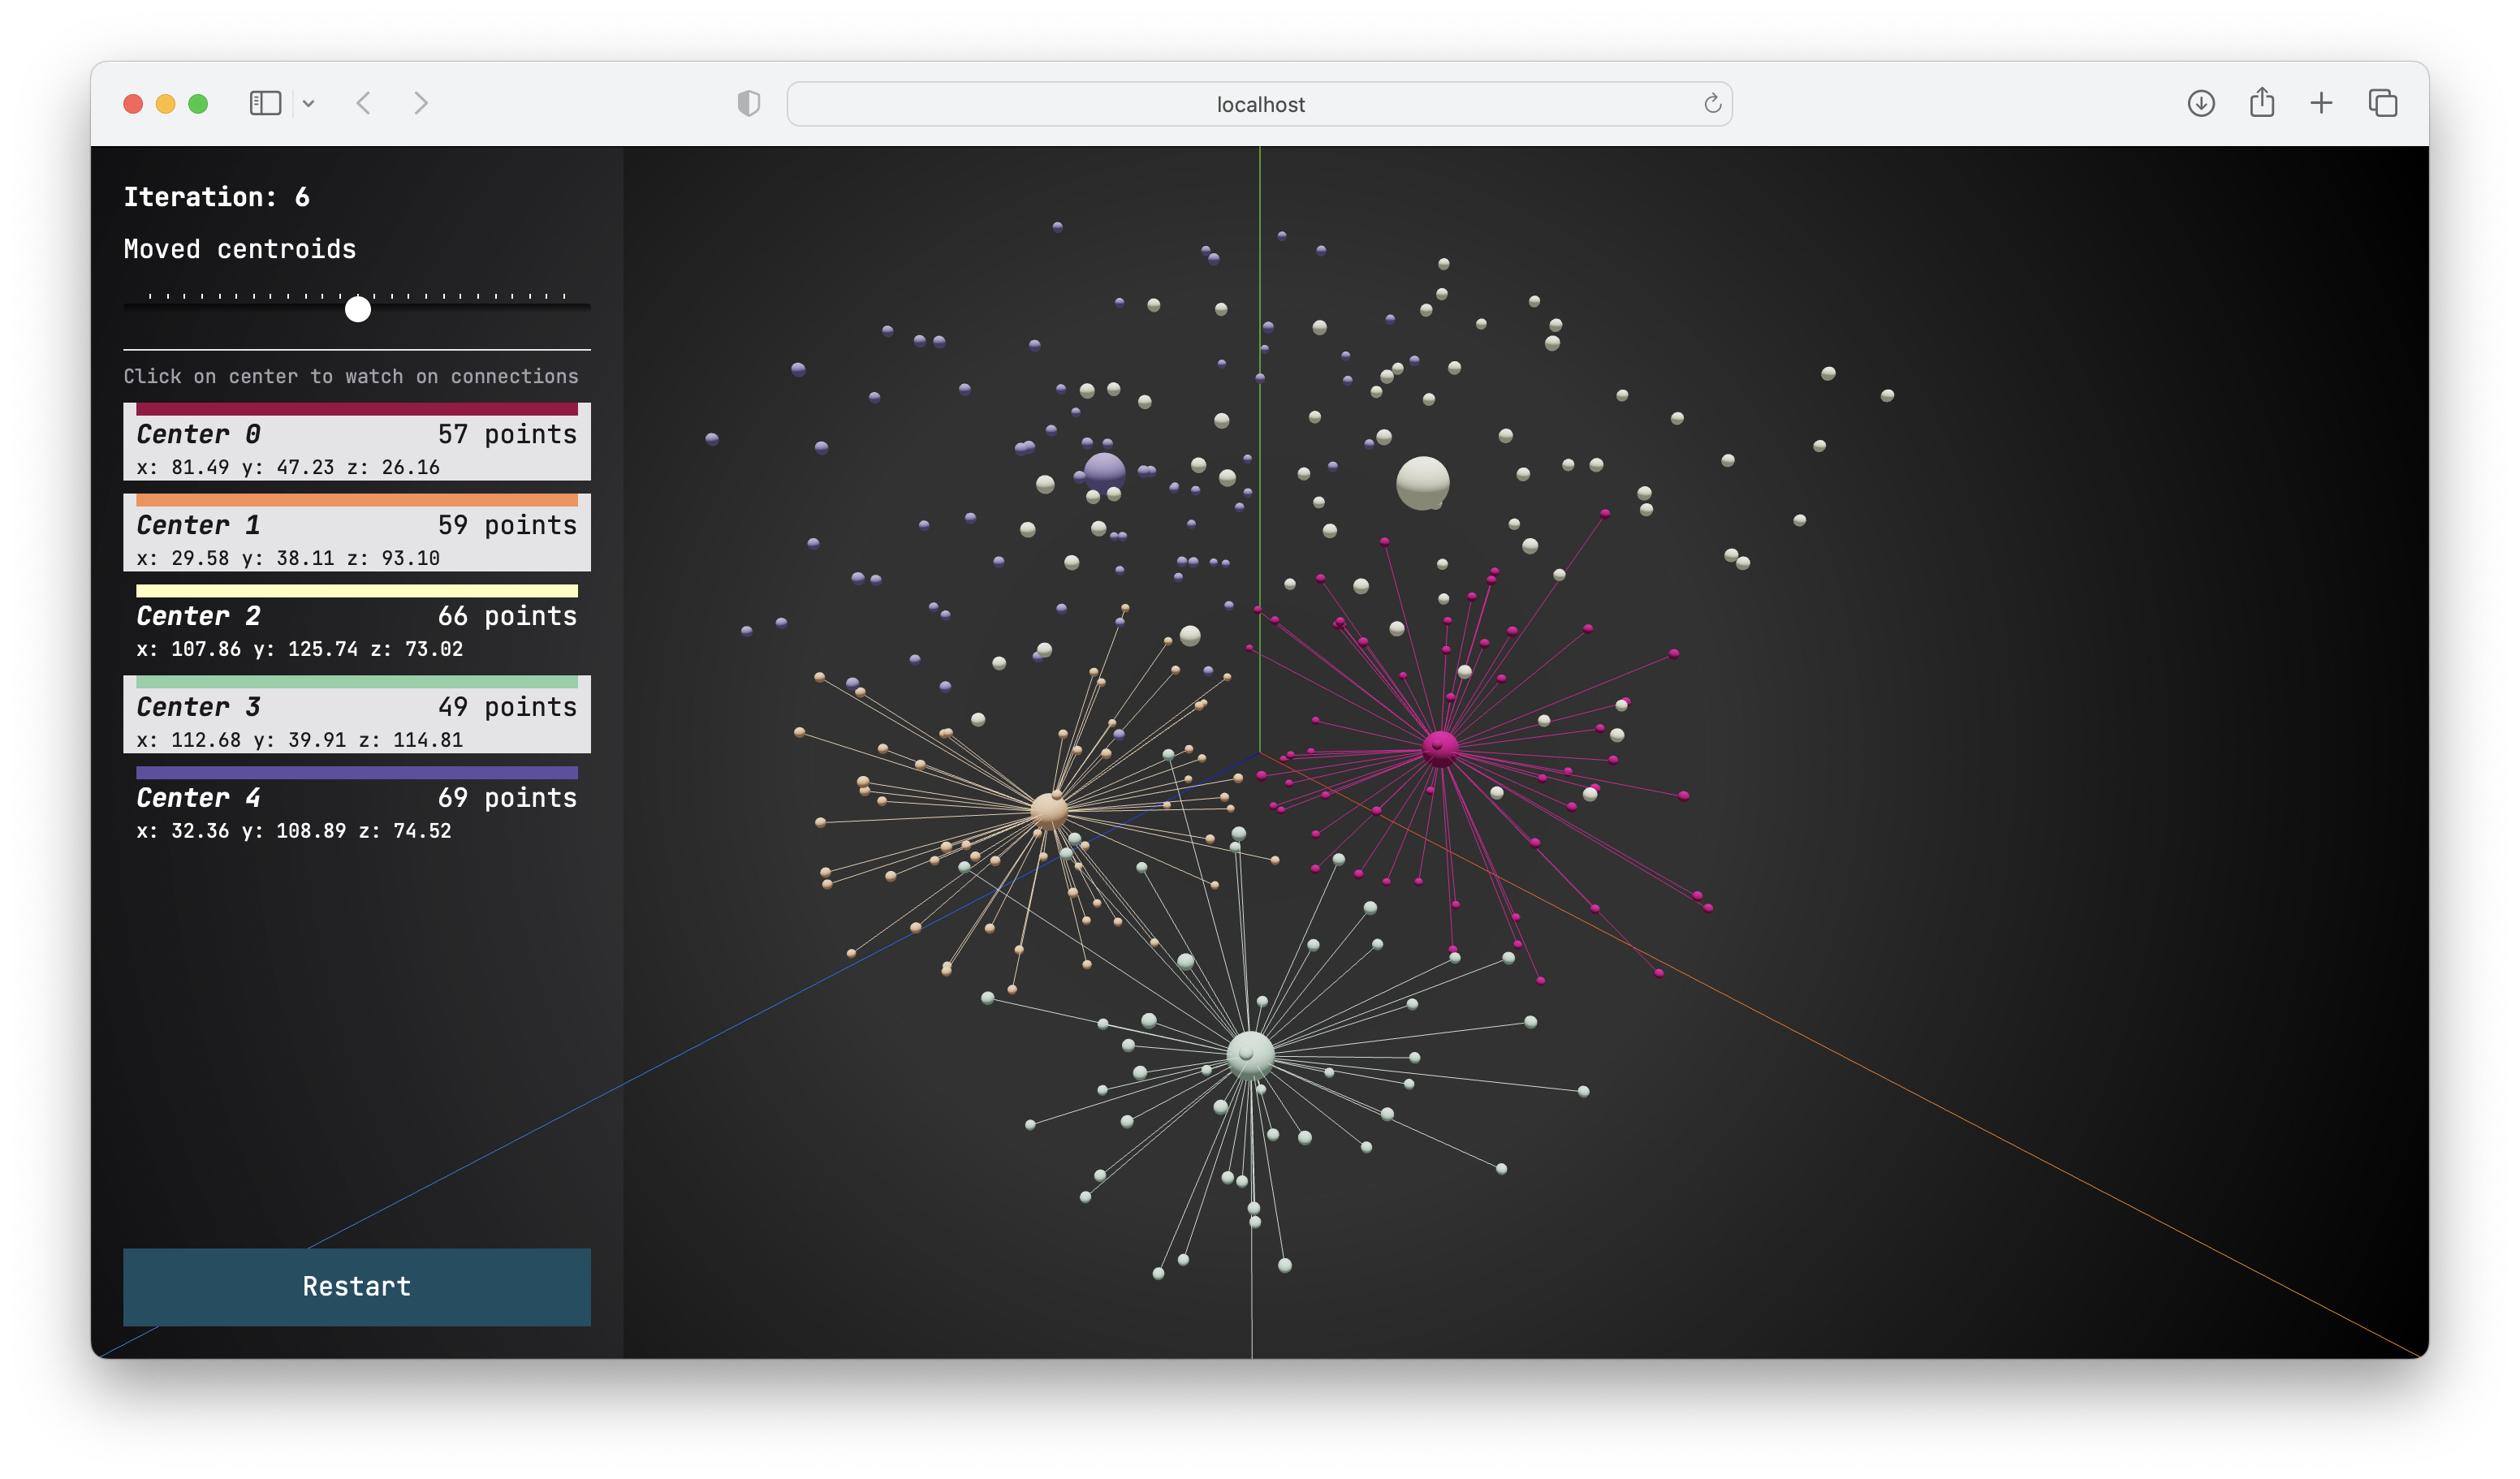 localhost
Iteration: 6
Moved centroids
Click on center to watch on connections
Center 0 57 points
x: 81.49 y: 47.23 z: 26.16
Center 1 59 points
x: 29.58 y: 38.11 z: 93.10
Center 2 66 points
x: 107.86 y: 125.74 z: 73.02
Center 3 49 points
x: 112.68 y: 39.91 z: 114.81
Center 4 69 points
x: 32.36 y: 108.89 z: 74.52
Restart